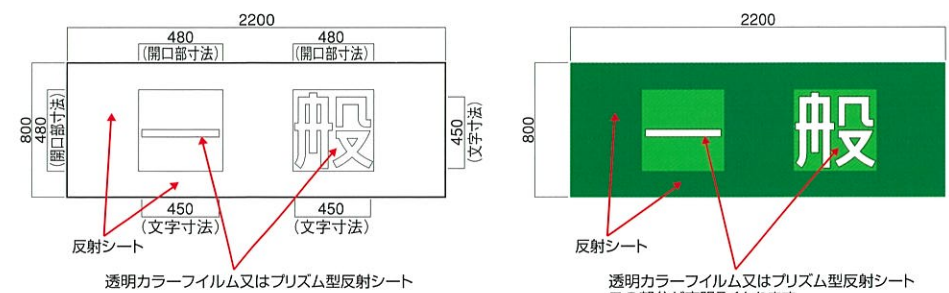 2200
480
(開口部寸法)
480
(開口部寸法)
800
480
(開口部寸法)
一般
450
(文字寸法)
450
(文字寸法)
450
(文字寸法)
反射シート
透明カラーフイルム又はプリズム型反射シート
2200
800
一般
反射シート
透明カラーフイルム又はプリズム型反射シート